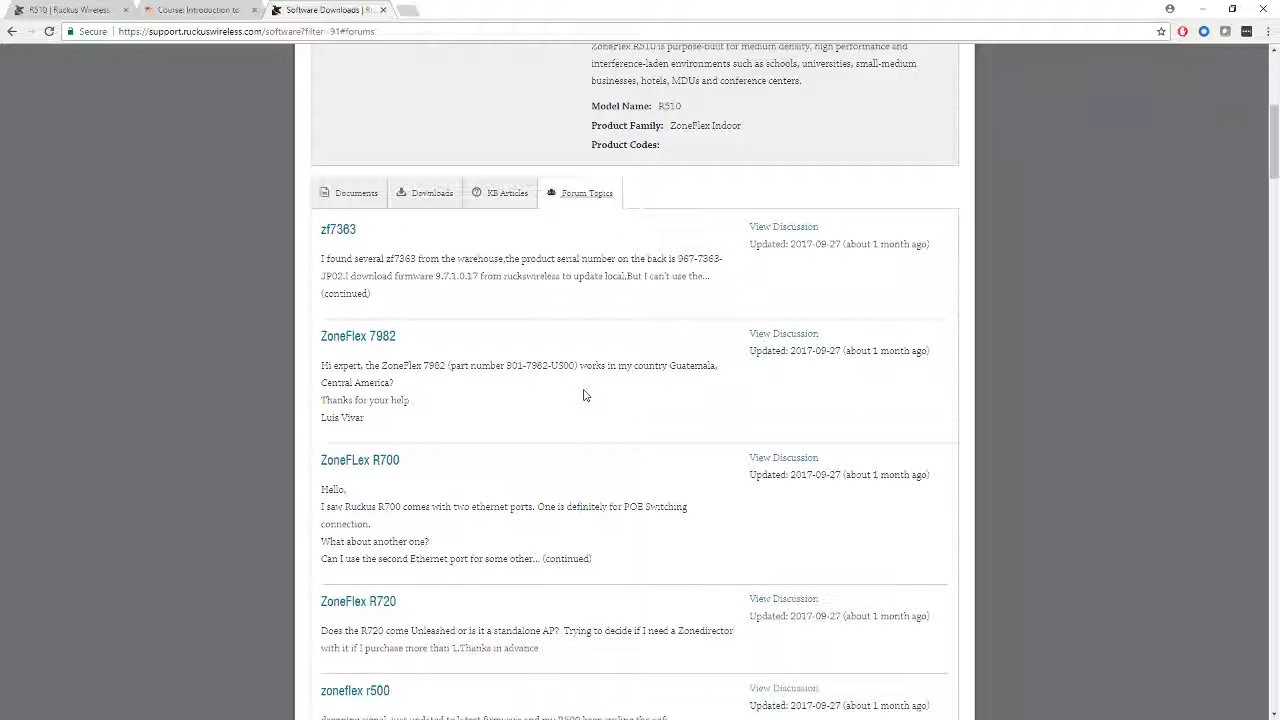 R510 | Ruckus Wireless
Course: Introduction to
Software Downloads | R
Secure
https://support.ruckuswireless.com/software?filter=91#forums
ZoneFlex R510 is purpose-built for medium density, high performance and
interference-laden environments such as schools, universities, small-medium
businesses, hotels, MDUs and conference centers.
Model Name: R510
Product Family: ZoneFlex Indoor
Product Codes:
Documents
Downloads
KB Articles
Forum Topics
zf7363
View Discussion
Updated: 2017-09-27 (about 1 month ago)
I found several zf7363 from the warehouse,the product serial number on the back is 967-7363-
JP02.I download firmware 9.7.1.0.17 from ruckswireless to update local.But I can't use the...
(continued)
ZoneFlex 7982
View Discussion
Updated: 2017-09-27 (about 1 month ago)
Hi expert, the ZoneFlex 7982 (part number 901-7982-US00) works in my country Guatemala,
Central America?
Thanks for your help
Luis Vivar
ZoneFLex R700
View Discussion
Updated: 2017-09-27 (about 1 month ago)
Hello,
I saw Ruckus R700 comes with two ethernet ports. One is definitely for POE Switching
connection.
What about another one?
Can I use the second Ethernet port for some other... (continued)
ZoneFlex R720
View Discussion
Updated: 2017-09-27 (about 1 month ago)
Does the R720 come Unleashed or is it a standalone AP? Trying to decide if I need a Zonedirector
with it if I purchase more than 1.Thanks in advance
zoneflex r500
View Discussion
Updated: 2017-09-27 (about 1 month ago)